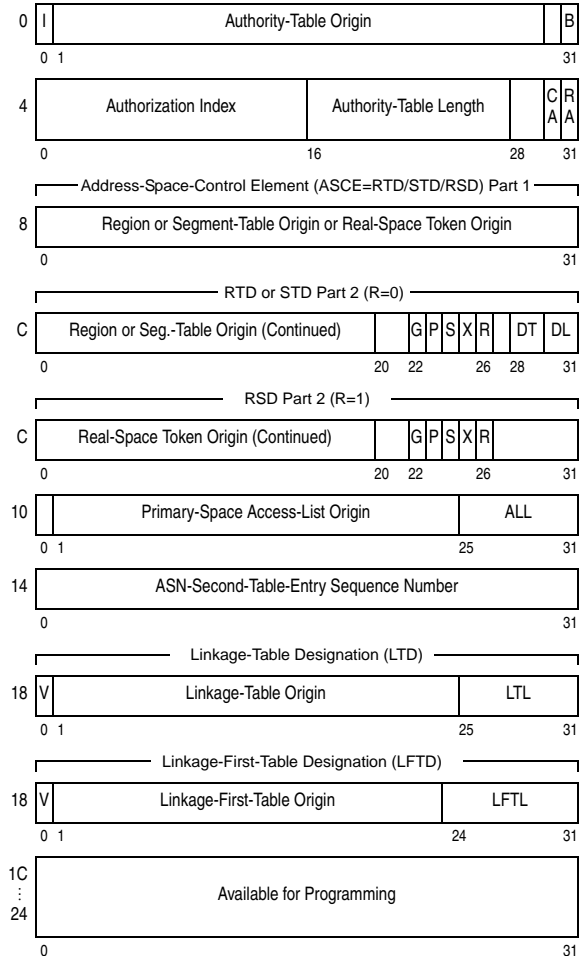 0 I Authority-Table Origin B
0 1 31
4 Authorization Index Authority-Table Length C A R A
0 16 28 31
Address-Space-Control Element (ASCE=RTD/STD/RSD) Part 1
8 Region or Segment-Table Origin or Real-Space Token Origin
0 31
RTD or STD Part 2 (R=0)
C Region or Seg.-Table Origin (Continued) G P S X R DT DL
0 20 22 26 28 31
RSD Part 2 (R=1)
C Real-Space Token Origin (Continued) G P S X R
0 20 22 26 31
10 Primary-Space Access-List Origin ALL
0 1 25 31
14 ASN-Second-Table-Entry Sequence Number
0 31
Linkage-Table Designation (LTD)
18 V Linkage-Table Origin LTL
0 1 25 31
Linkage-First-Table Designation (LFTD)
18 V Linkage-First-Table Origin LFTL
0 1 24 31
1C
⋮ Available for Programming
24
0 31